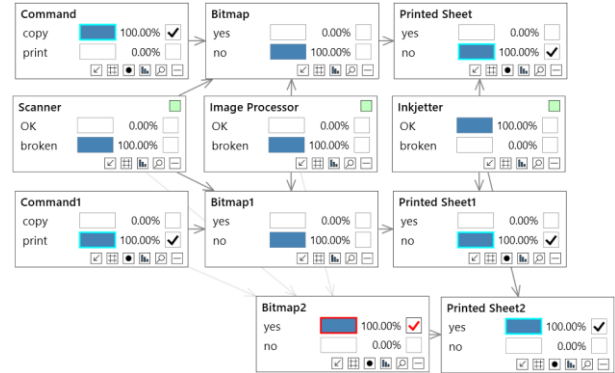 Command
copy 100.00%
print 0.00%
Bitmap
yes 0.00%
no 100.00%
Printed Sheet
yes 0.00%
no 100.00%
Scanner
OK 0.00%
broken 100.00%
Image Processor
OK 0.00%
broken 100.00%
Inkjetter
OK 100.00%
broken 0.00%
Command1
copy 0.00%
print 100.00%
Bitmap1
yes 0.00%
no 100.00%
Printed Sheet1
yes 0.00%
no 100.00%
Bitmap2
yes 100.00%
no 0.00%
Printed Sheet2
yes 100.00%
no 0.00%